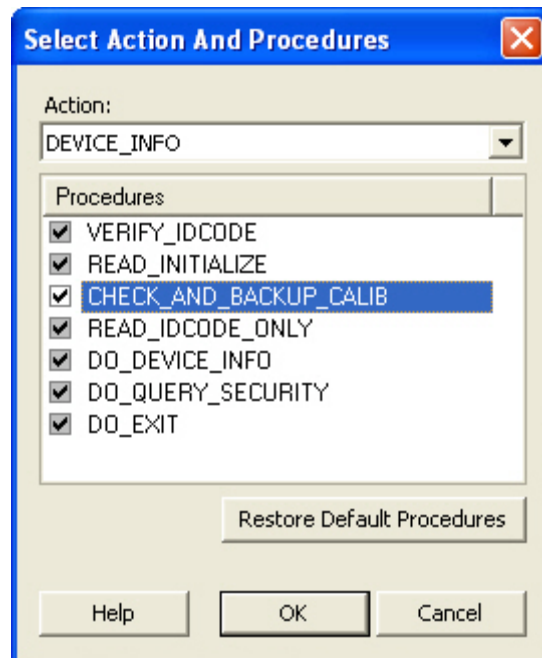 Select Action And Procedures
Action:
DEVICE_INFO
Procedures
VERIFY_IDCODE
READ_INITIALIZE
CHECK_AND_BACKUP_CALIB
READ_IDCODE_ONLY
DO_DEVICE_INFO
DO_QUERY_SECURITY
DO_EXIT
Restore Default Procedures
Help OK Cancel